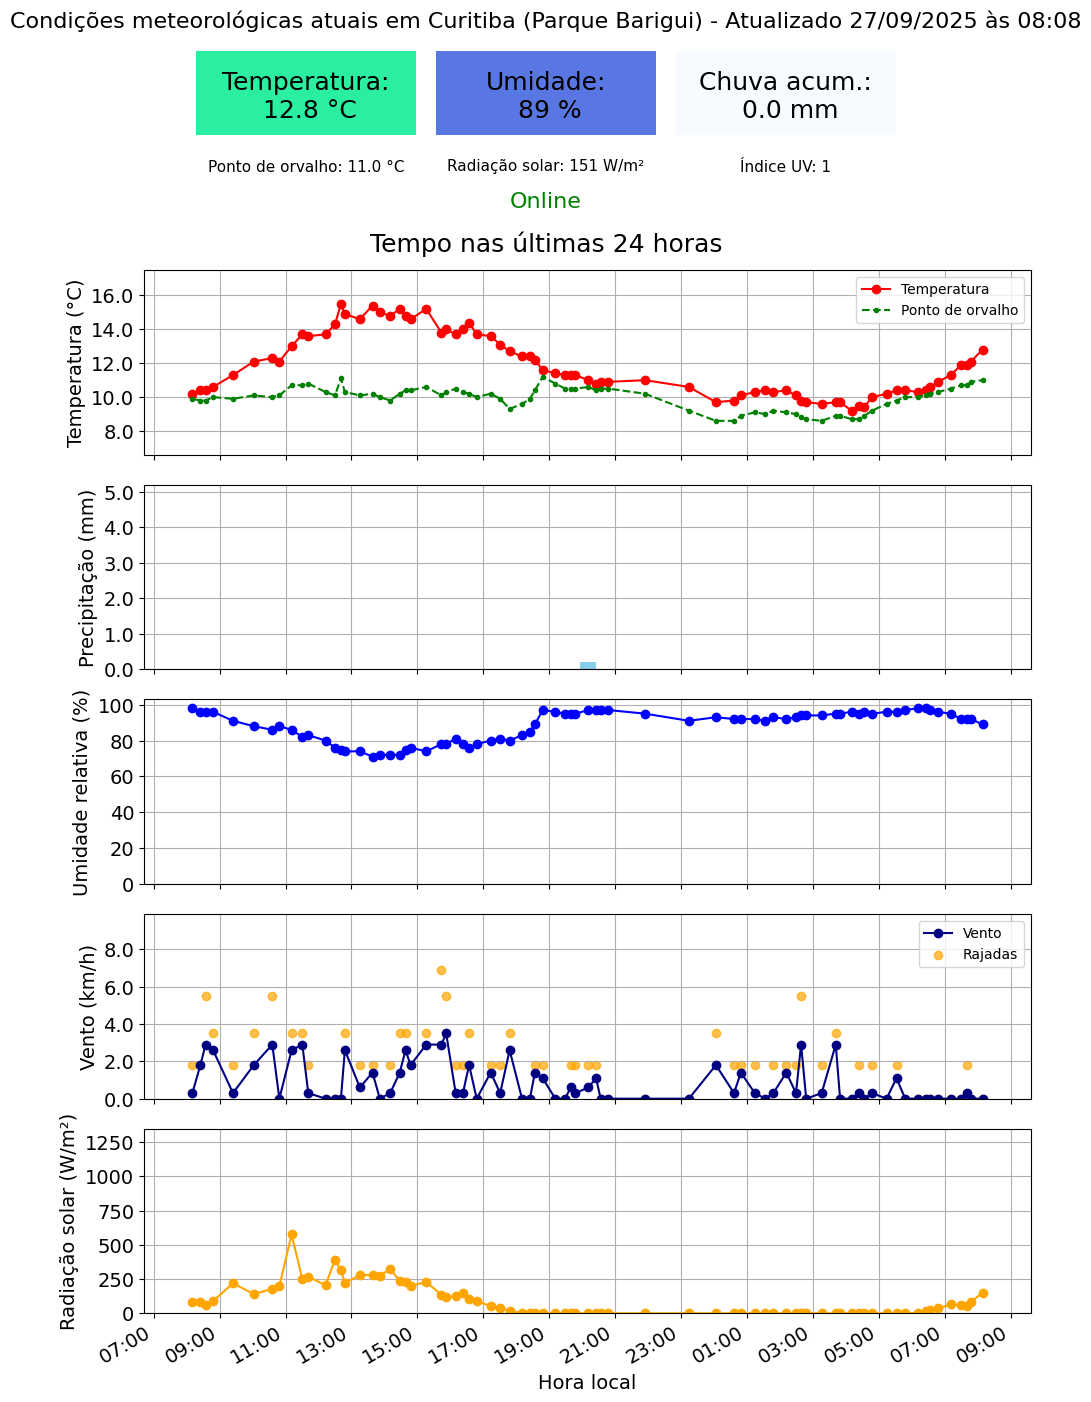 Condições meteorológicas atuais em Curitiba (Parque Barigui) - Atualizado 27/09/2025 às 08:08
Temperatura:
12.8 °C
Umidade:
89 %
Chuva acum.:
0.0 mm
Ponto de orvalho: 11.0 °C
Radiação solar: 151 W/m²
Índice UV: 1
Online
Tempo nas últimas 24 horas
Temperatura (°C)
16.0
14.0
12.0
10.0
8.0
Temperatura
Ponto de orvalho
Precipitação (mm)
5.0
4.0
3.0
2.0
1.0
0.0
Umidade relativa (%)
100
80
60
40
20
0
Vento (km/h)
8.0
6.0
4.0
2.0
0.0
Vento
Rajadas
Radiação solar (W/m²)
1250
1000
750
500
250
0
07:00
09:00
11:00
13:00
15:00
17:00
19:00
21:00
23:00
01:00
03:00
05:00
07:00
09:00
Hora local